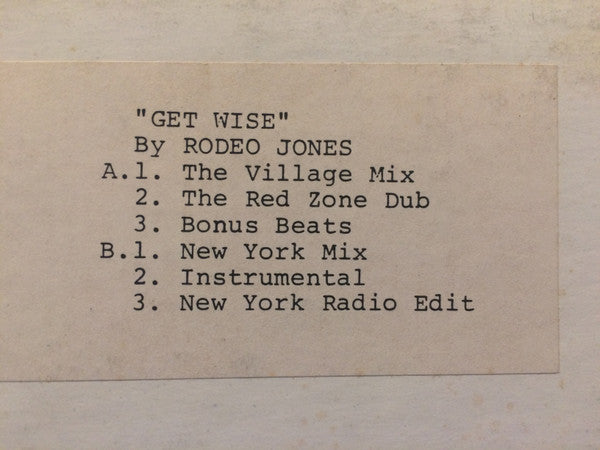 "GET WISE"
By RODEO JONES
A.1. The Village Mix
2. The Red Zone Dub
3. Bonus Beats
B.1. New York Mix
2. Instrumental
3. New York Radio Edit